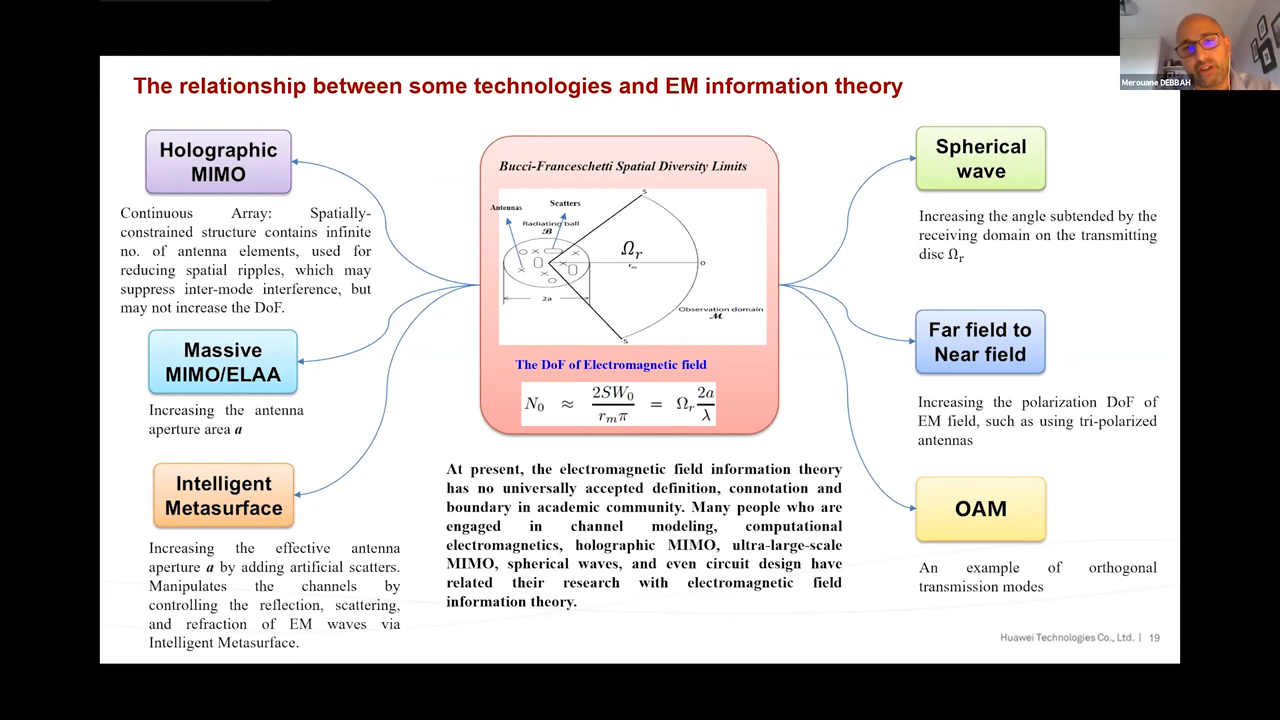 Merouane DEBBAH
The relationship between some technologies and EM information theory
Holographic
MIMO
Continuous Array: Spatially-
constrained structure contains infinite
no. of antenna elements, used for
reducing spatial ripples, which may
suppress inter-mode interference, but
may not increase the DoF.
Massive
MIMO/ELAA
Increasing the antenna
aperture area a
Intelligent
Metasurface
Increasing the effective antenna
aperture a by adding artificial scatters.
Manipulates the channels by
controlling the reflection, scattering,
and refraction of EM waves via
Intelligent Metasurface.
Bucci-Franceschetti Spatial Diversity Limits
Antennas
Scatters
Radiating ball
ℬ
S
Ω_r
r_m
O
2a
Observation domain
ℳ
-S
The DoF of Electromagnetic field
N₀ ≈ 2SW₀ / r_mπ = Ω_r 2a / λ
At present, the electromagnetic field information theory
has no universally accepted definition, connotation and
boundary in academic community. Many people who are
engaged in channel modeling, computational
electromagnetics, holographic MIMO, ultra-large-scale
MIMO, spherical waves, and even circuit design have
related their research with electromagnetic field
information theory.
Spherical
wave
Increasing the angle subtended by the
receiving domain on the transmitting
disc Ω_r
Far field to
Near field
Increasing the polarization DoF of
EM field, such as using tri-polarized
antennas
OAM
An example of orthogonal
transmission modes
Huawei Technologies Co., Ltd. | 19